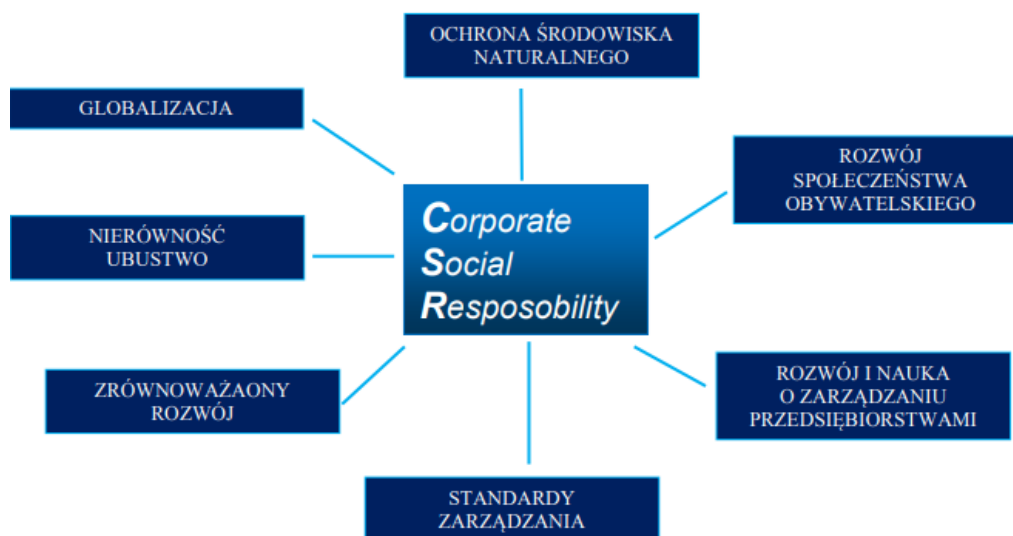 OCHRONA ŚRODOWISKA
NATURALNEGO
GLOBALIZACJA
ROZWÓJ
SPOŁECZEŃSTWA
OBYWATELSKIEGO
Corporate
Social
Resposobility
NIERÓWNOŚĆ
UBUSTWO
ZRÓWNOWAŻAONY
ROZWÓJ
ROZWÓJ I NAUKA
O ZARZĄDZANIU
PRZEDSIĘBIORSTWAMI
STANDARDY
ZARZĄDZANIA